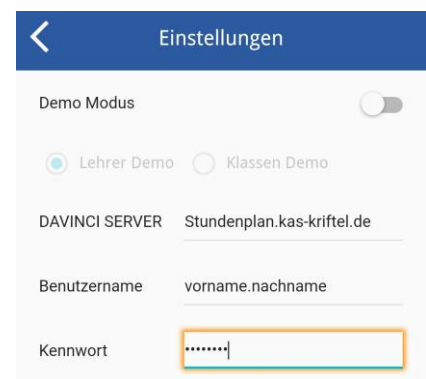 Einstellungen
Demo Modus
Lehrer Demo Klassen Demo
DAVINCI SERVER Stundenplan.kas-kriftel.de
Benutzername vorname.nachname
Kennwort ••••••••